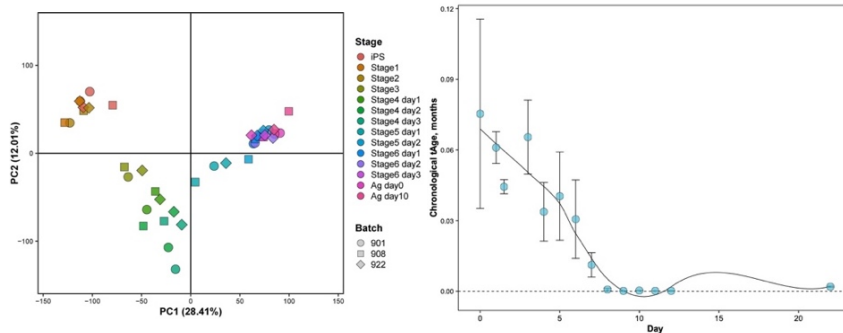 100
0
−100
PC2 (12.01%)
−150
−100
−50
0
50
100
150
PC1 (28.41%)
Stage
iPS
Stage1
Stage2
Stage3
Stage4 day1
Stage4 day2
Stage4 day3
Stage5 day1
Stage5 day2
Stage6 day1
Stage6 day2
Stage6 day3
Ag day0
Ag day10
Batch
901
908
922
Chronological tAge, months
0.12
0.09
0.06
0.03
0.00
0
5
10
15
20
Day